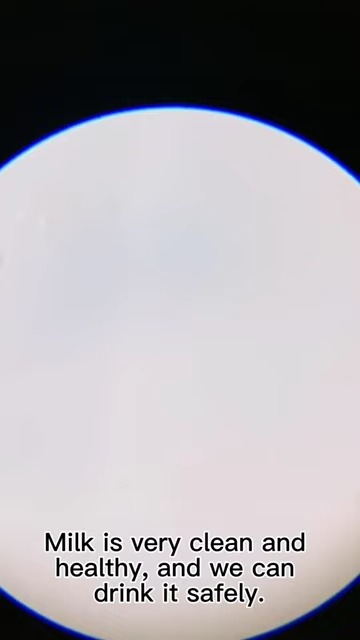 Milk is very clean and
healthy, and we can
drink it safely.